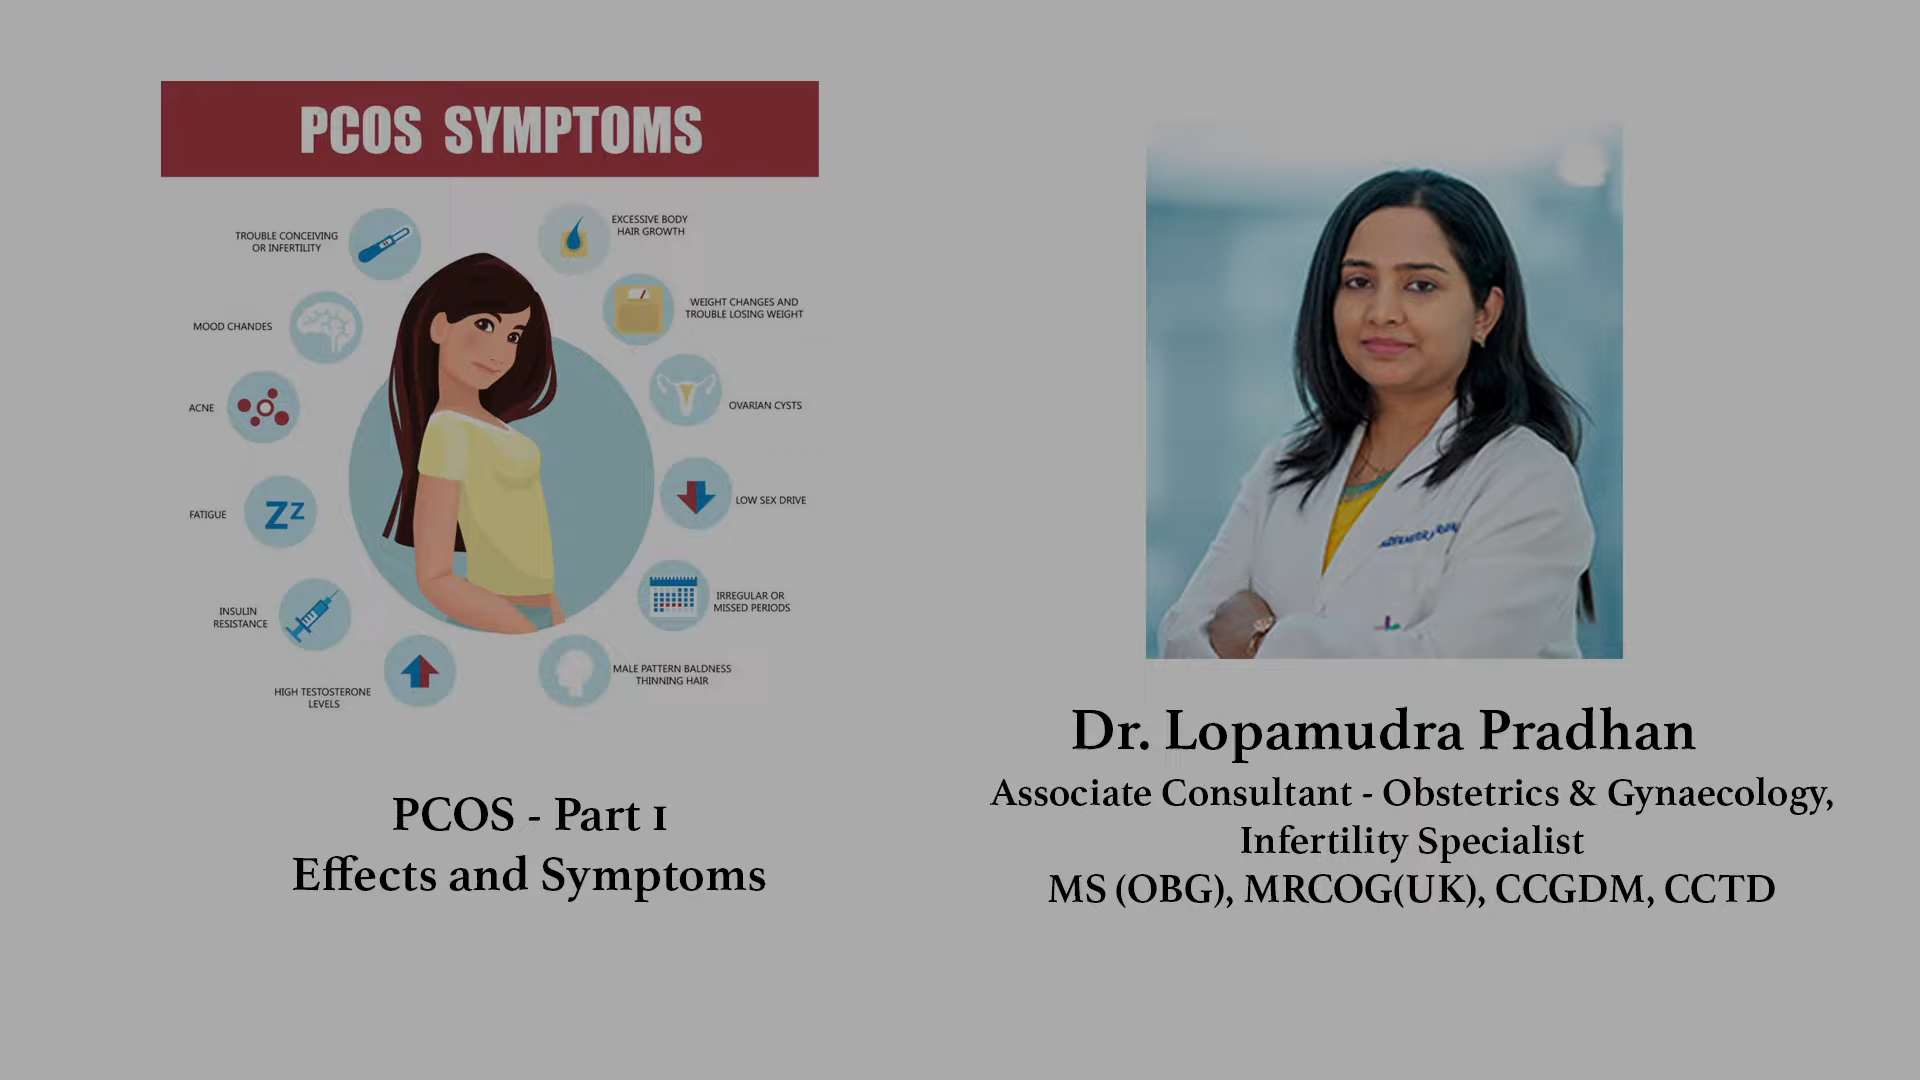 PCOS SYMPTOMS
TROUBLE CONCEIVING
OR INFERTILITY
MOOD CHANDES
ACNE
FATIGUE
INSULIN
RESISTANCE
HIGH TESTOSTERONE
LEVELS
EXCESSIVE BODY
HAIR GROWTH
WEIGHT CHANGES AND
TROUBLE LOSING WEIGHT
OVARIAN CYSTS
LOW SEX DRIVE
IRREGULAR OR
MISSED PERIODS
MALE PATTERN BALDNESS
THINNING HAIR
Zz
PCOS - Part 1
Effects and Symptoms
Dr. Lopamudra Pradhan
Associate Consultant - Obstetrics & Gynaecology,
Infertility Specialist
MS (OBG), MRCOG(UK), CCGDM, CCTD